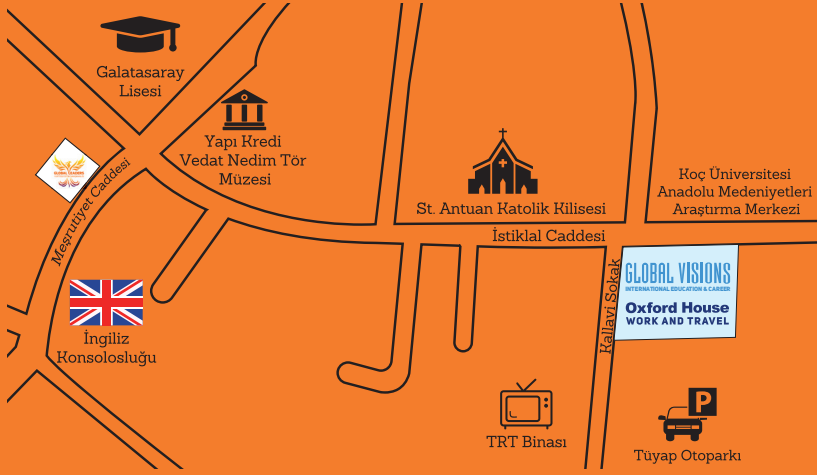 Galatasaray
Lisesi
Yapı Kredi
Vedat Nedim Tör
Müzesi
Meşrutiyet Caddesi
St. Antuan Katolik Kilisesi
Koç Üniversitesi
Anadolu Medeniyetleri
Araştırma Merkezi
İstiklal Caddesi
GLOBAL VISIONS
INTERNATIONAL EDUCATION & CAREER
Oxford House
WORK AND TRAVEL
Kallavi Sokak
İngiliz
Konsolosluğu
TRT Binası
P
Tüyap Otoparkı